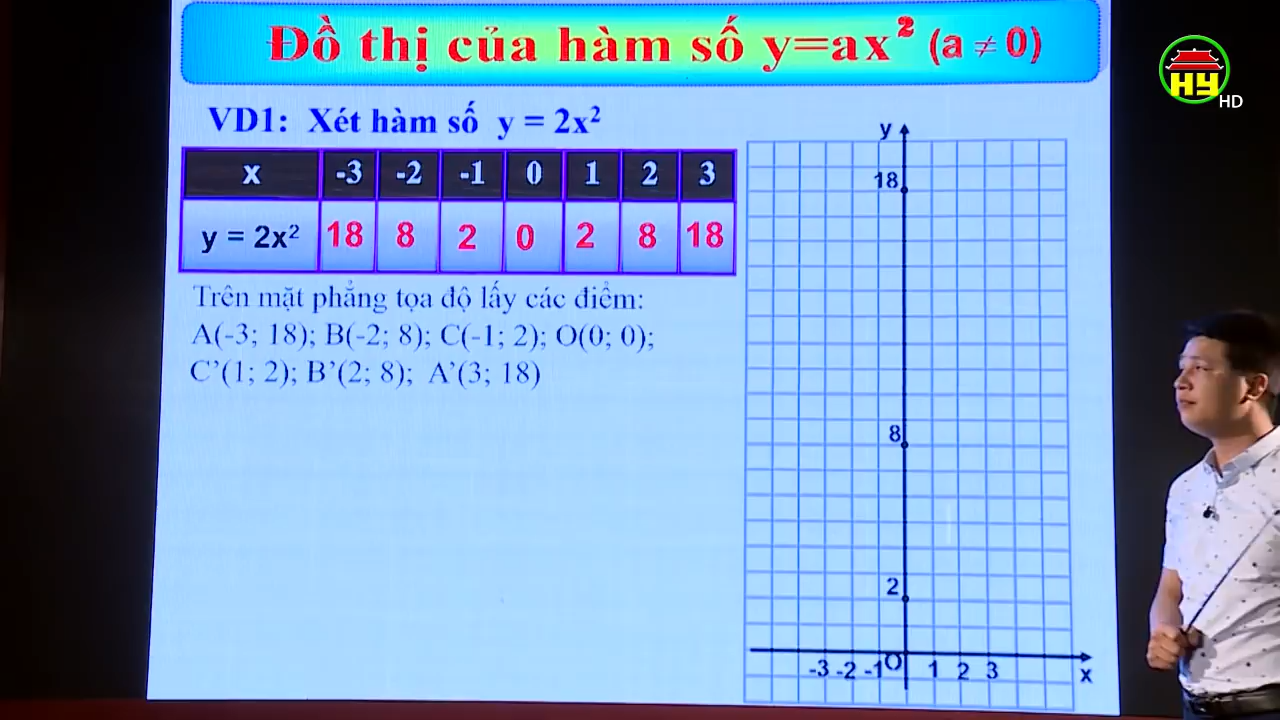 Đồ thị của hàm số y=ax² (a ≠ 0)
HY
HD
VD1: Xét hàm số y = 2x²
x -3 -2 -1 0 1 2 3
y = 2x² 18 8 2 0 2 8 18
Trên mặt phẳng tọa độ lấy các điểm:
A(-3; 18); B(-2; 8); C(-1; 2); O(0; 0);
C’(1; 2); B’(2; 8); A’(3; 18)
y
18
8
2
-3 -2 -1 O 1 2 3 x